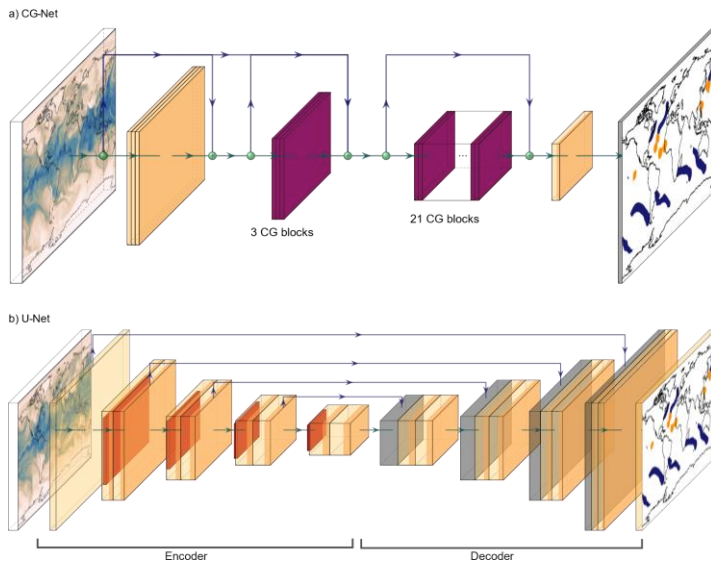 a) CG-Net
3 CG blocks
...
21 CG blocks
b) U-Net
Encoder
Decoder